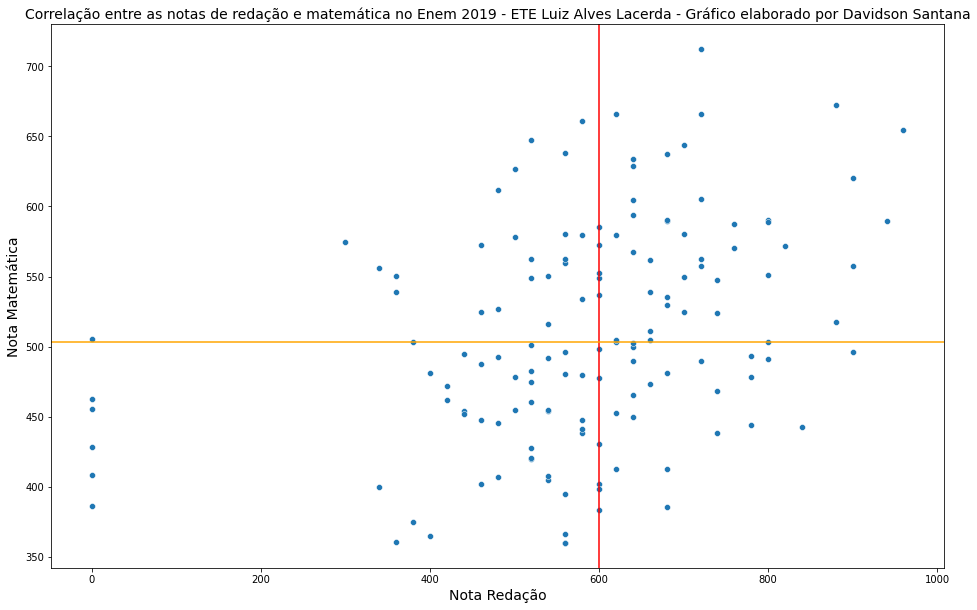 Correlação entre as notas de redação e matemática no Enem 2019 - ETE Luiz Alves Lacerda - Gráfico elaborado por Davidson Santana
Nota Matemática
700
650
600
550
500
450
400
350
0 200 400 600 800 1000
Nota Redação